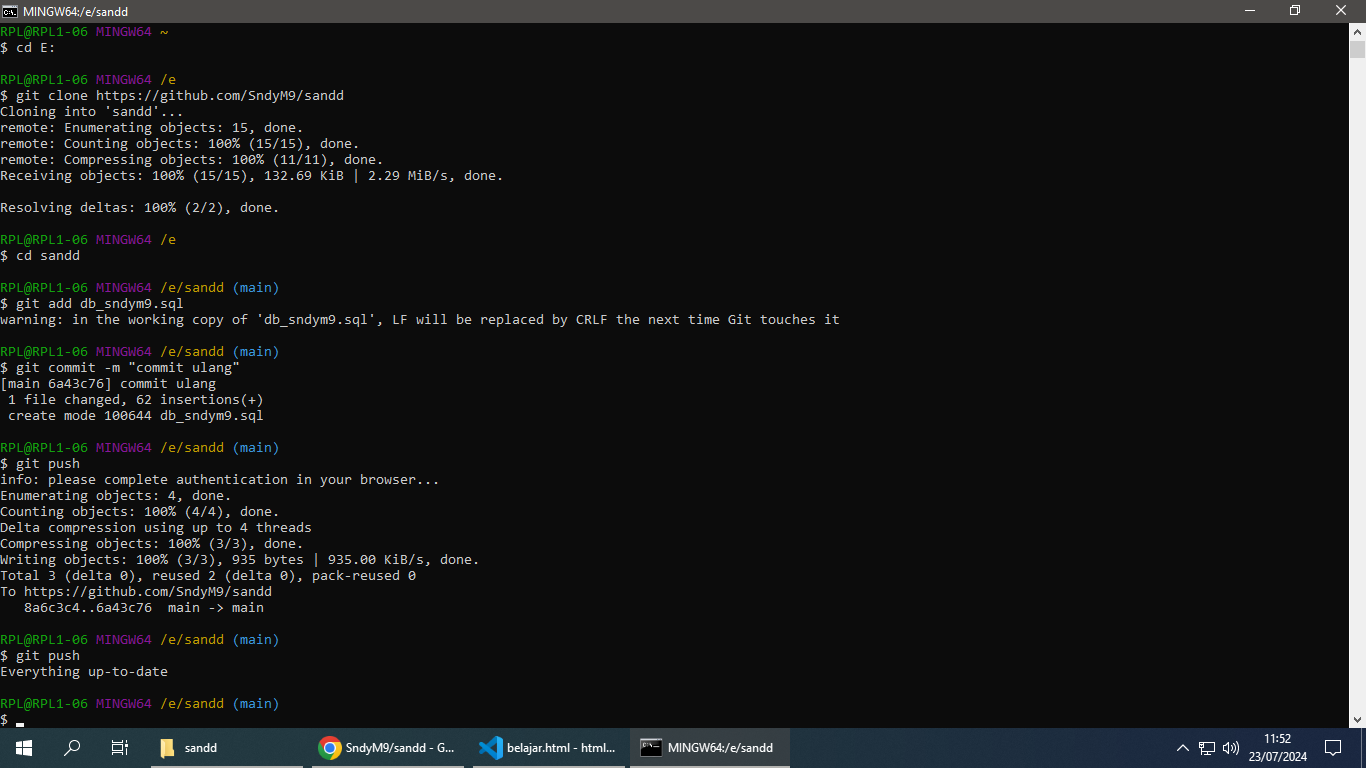 MINGW64:/e/sandd
RPL@RPL1-06 MINGW64 ~
$ cd E:
RPL@RPL1-06 MINGW64 /e
$ git clone https://github.com/SndyM9/sandd
Cloning into 'sandd'...
remote: Enumerating objects: 15, done.
remote: Counting objects: 100% (15/15), done.
remote: Compressing objects: 100% (11/11), done.
Receiving objects: 100% (15/15), 132.69 KiB | 2.29 MiB/s, done.
Resolving deltas: 100% (2/2), done.
RPL@RPL1-06 MINGW64 /e
$ cd sandd
RPL@RPL1-06 MINGW64 /e/sandd (main)
$ git add db_sndym9.sql
warning: in the working copy of 'db_sndym9.sql', LF will be replaced by CRLF the next time Git touches it
RPL@RPL1-06 MINGW64 /e/sandd (main)
$ git commit -m "commit ulang"
[main 6a43c76] commit ulang
 1 file changed, 62 insertions(+)
 create mode 100644 db_sndym9.sql
RPL@RPL1-06 MINGW64 /e/sandd (main)
$ git push
info: please complete authentication in your browser...
Enumerating objects: 4, done.
Counting objects: 100% (4/4), done.
Delta compression using up to 4 threads
Compressing objects: 100% (3/3), done.
Writing objects: 100% (3/3), 935 bytes | 935.00 KiB/s, done.
Total 3 (delta 0), reused 2 (delta 0), pack-reused 0
To https://github.com/SndyM9/sandd
   8a6c3c4..6a43c76  main -> main
RPL@RPL1-06 MINGW64 /e/sandd (main)
$ git push
Everything up-to-date
RPL@RPL1-06 MINGW64 /e/sandd (main)
$
sandd
SndyM9/sandd - G...
belajar.html - html...
MINGW64:/e/sandd
11:52
23/07/2024